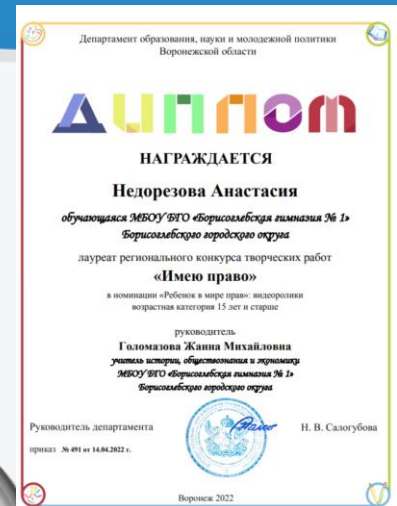 Департамент образования, науки и молодежной политики
Воронежской области
ДИПЛОМ
НАГРАЖДАЕТСЯ
Недорезова Анастасия
обучающаяся МБОУ БГО «Борисоглебская гимназия № 1»
Борисоглебского городского округа
лауреат регионального конкурса творческих работ
«Имею право»
в номинации «Ребенок в мире прав»: видеоролики
возрастная категория 15 лет и старше
руководитель
Голомазова Жанна Михайловна
учитель истории, обществознания и экономики
МБОУ БГО «Борисоглебская гимназия № 1»
Борисоглебского городского округа
Руководитель департамента Н. В. Салогубова
приказ № 491 от 14.04.2022 г.
Воронеж 2022